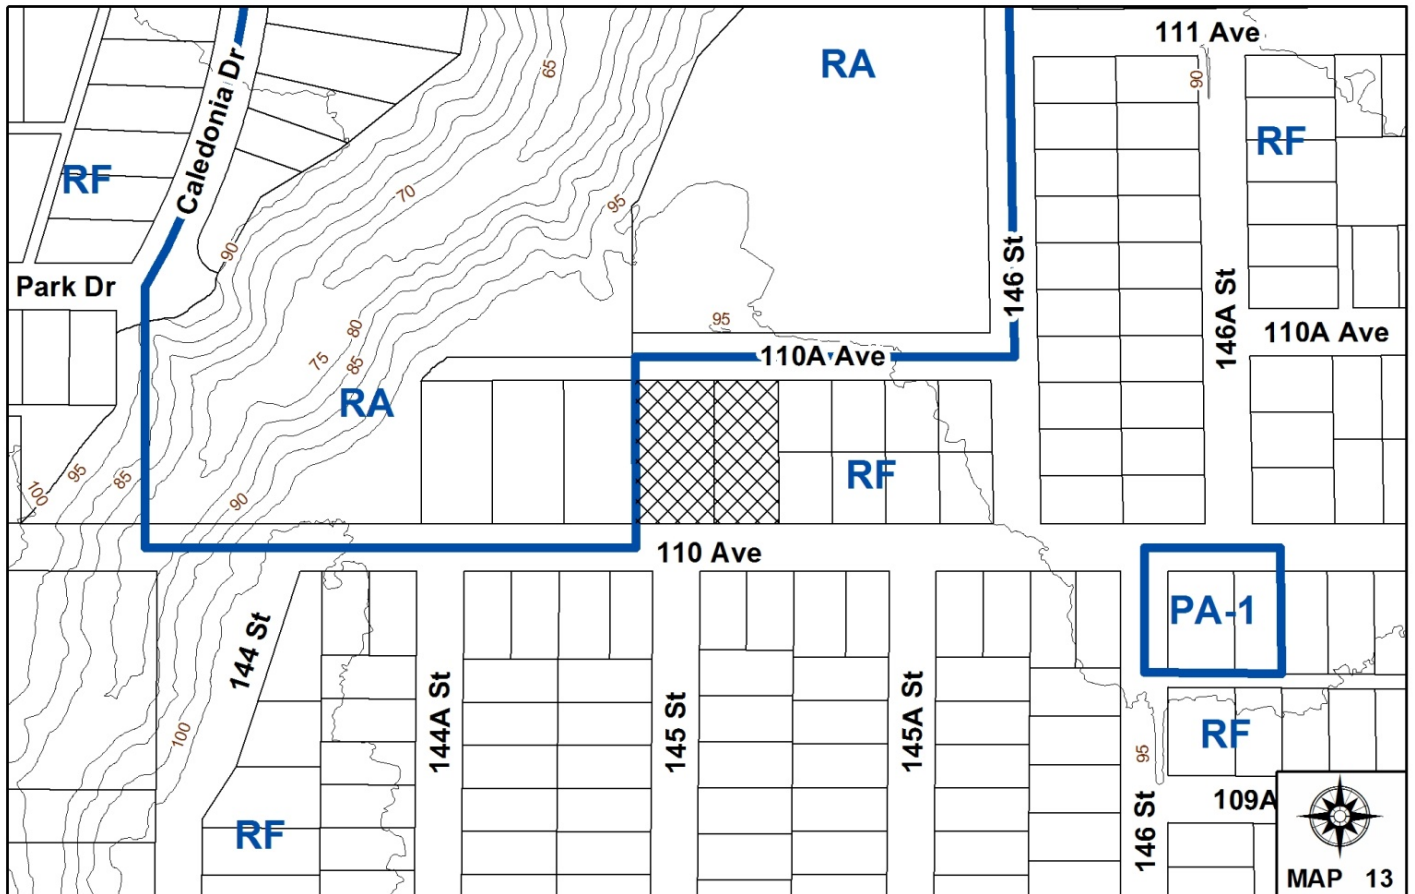 111 Ave
RA
65
90
Caledonia Dr
RF
RF
70
95
90
146 St
Park Dr
146A St
95
80
110A Ave
110A Ave
75
85
RA
RF
95
85
100
90
110 Ave
PA-1
144 St
144A St
145 St
145A St
100
RF
95
109A
146 St
RF
MAP 13